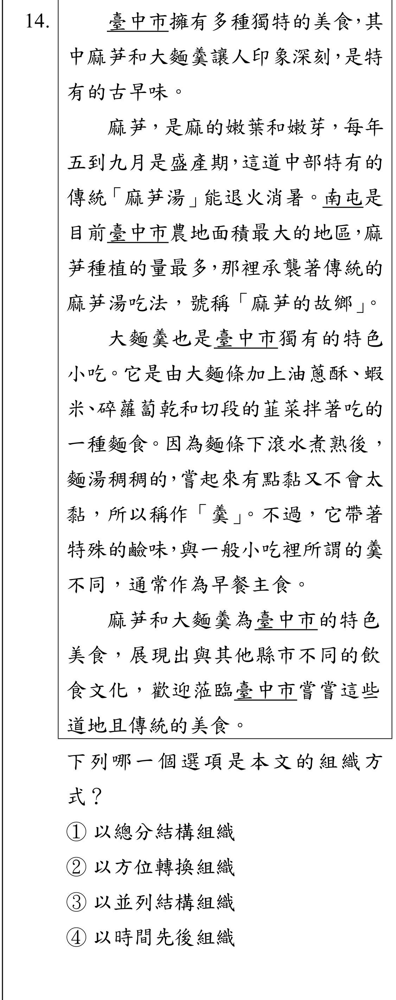 14.
臺中市擁有多種獨特的美食，其
中麻芛和大麵羹讓人印象深刻，是特
有的古早味。
麻芛，是麻的嫩葉和嫩芽，每年
五到九月是盛產期，這道中部特有的
傳統「麻芛湯」能退火消暑。南屯是
目前臺中市農地面積最大的地區，麻
芛種植的量最多，那裡承襲著傳統的
麻芛湯吃法，號稱「麻芛的故鄉」。
大麵羹也是臺中市獨有的特色
小吃。它是由大麵條加上油蔥酥、蝦
米、碎蘿蔔乾和切段的韮菜拌著吃的
一種麵食。因為麵條下滾水煮熟後，
麵湯稠稠的，嘗起來有點黏又不會太
黏，所以稱作「羹」。不過，它帶著
特殊的鹼味，與一般小吃裡所謂的羹
不同，通常作為早餐主食。
麻芛和大麵羹為臺中市的特色
美食，展現出與其他縣市不同的飲
食文化，歡迎蒞臨臺中市嘗嘗這些
道地且傳統的美食。
下列哪一個選項是本文的組織方
式？
① 以總分結構組織
② 以方位轉換組織
③ 以並列結構組織
④ 以時間先後組織